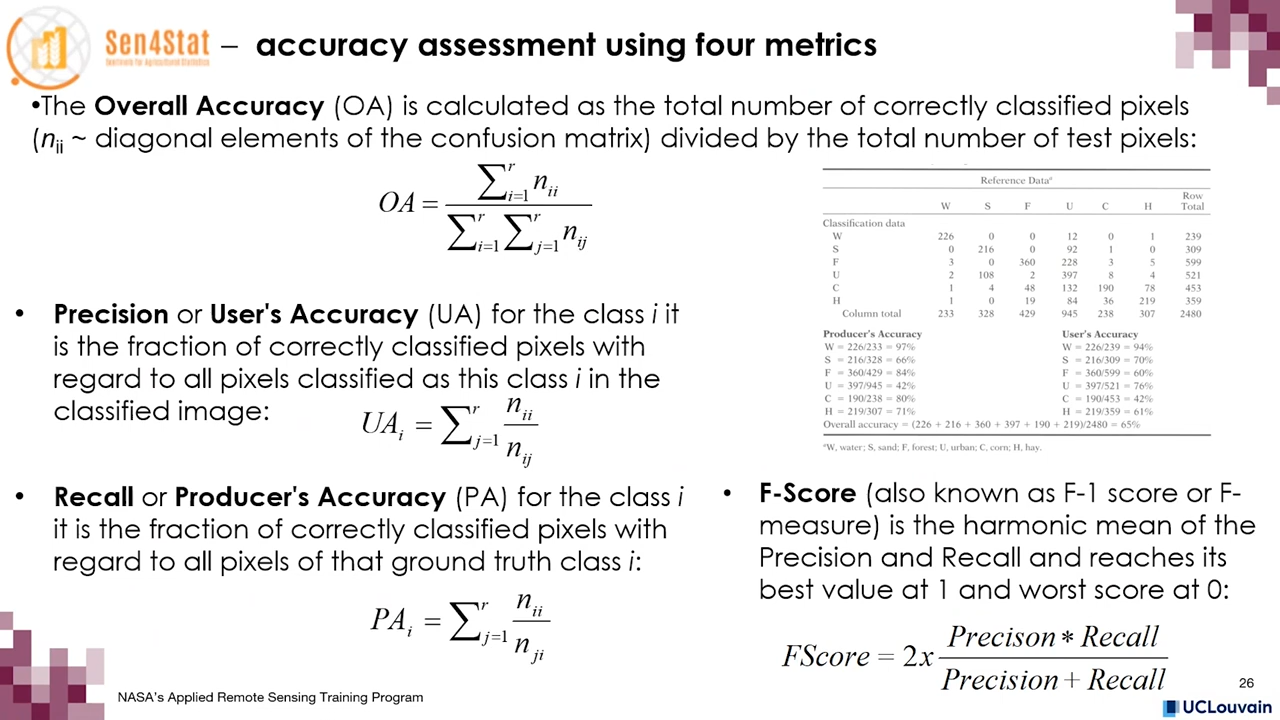 Sen4Stat – accuracy assessment using four metrics
•The Overall Accuracy (OA) is calculated as the total number of correctly classified pixels
(nii ~ diagonal elements of the confusion matrix) divided by the total number of test pixels:
OA = ∑ r i=1 nii / ∑ r i=1 ∑ r j=1 nij
• Precision or User's Accuracy (UA) for the class i it
is the fraction of correctly classified pixels with
regard to all pixels classified as this class i in the
classified image:
UAi = ∑ r j=1 nii / nij
• Recall or Producer's Accuracy (PA) for the class i
it is the fraction of correctly classified pixels with
regard to all pixels of that ground truth class i:
PAi = ∑ r j=1 nii / nji
Reference Dataᵃ
W S F U C H Row Total
Classification data
W 226 0 0 12 0 1 239
S 0 216 0 92 1 0 309
F 3 0 360 228 3 5 599
U 2 108 2 397 8 4 521
C 1 4 48 132 190 78 453
H 1 0 19 84 36 219 359
Column total 233 328 429 945 238 307 2480
Producer's Accuracy User's Accuracy
W = 226/233 = 97% W = 226/239 = 94%
S = 216/328 = 66% S = 216/309 = 70%
F = 360/429 = 84% F = 360/599 = 60%
U = 397/945 = 42% U = 397/521 = 76%
C = 190/238 = 80% C = 190/453 = 42%
H = 219/307 = 71% H = 219/359 = 61%
Overall accuracy = (226 + 216 + 360 + 397 + 190 + 219)/2480 = 65%
ᵃW, water; S, sand; F, forest; U, urban; C, corn; H, hay.
• F-Score (also known as F-1 score or F-
measure) is the harmonic mean of the
Precision and Recall and reaches its
best value at 1 and worst score at 0:
FScore = 2x Precison * Recall / Precision + Recall
NASA's Applied Remote Sensing Training Program
26
UCLouvain